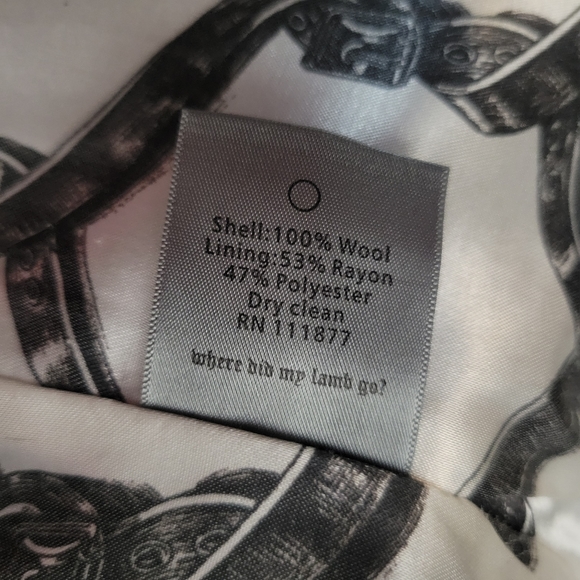 Shell:100% Wool
Lining:53% Rayon
47% Polyester
Dry clean
RN 111877
where did my lamb go?